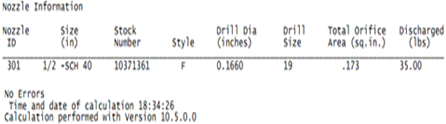 Nozzle Information
Nozzle Size Stock Drill Dia Drill Total Orifice Discharged
ID (in) Number Style (inches) Size Area (sq.in.) (lbs)
301 1/2 -SCH 40 10371361 F 0.1660 19 .173 35.00
No Errors
Time and date of calculation 18:34:26
Calculation performed with Version 10.5.0.0